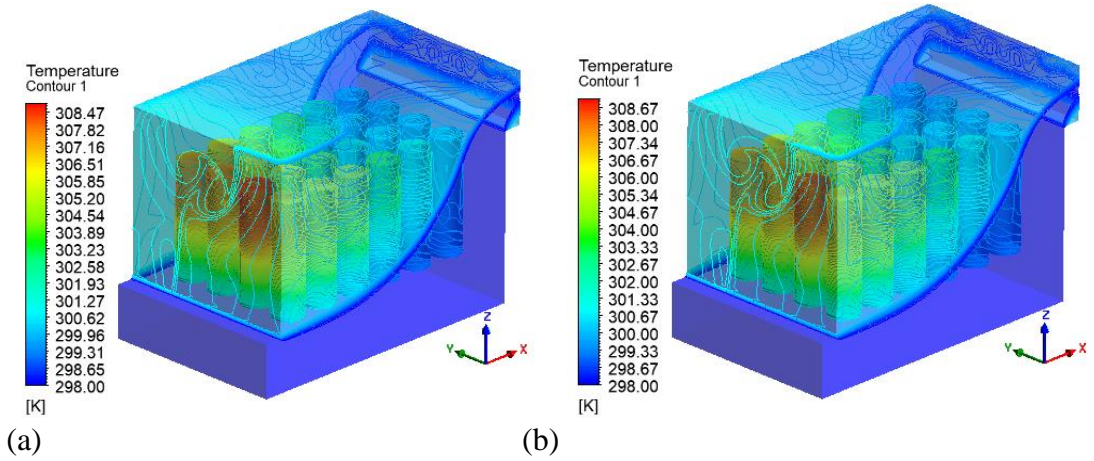 Temperature
Contour 1
308.47
307.82
307.16
306.51
305.85
305.20
304.54
303.89
303.23
302.58
301.93
301.27
300.62
299.96
299.31
298.65
298.00
[K]
Z
Y
X
(a)
Temperature
Contour 1
308.67
308.00
307.34
306.67
306.00
305.34
304.67
304.00
303.33
302.67
302.00
301.33
300.67
300.00
299.33
298.67
298.00
[K]
Z
Y
X
(b)